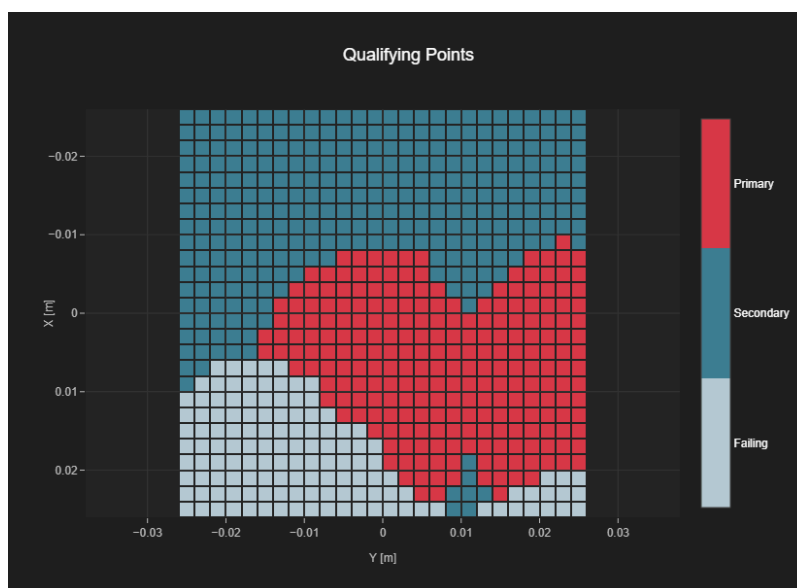 Qualifying Points
−0.02
−0.01
0
0.01
0.02
X [m]
−0.03
−0.02
−0.01
0
0.01
0.02
0.03
Y [m]
Primary
Secondary
Failing